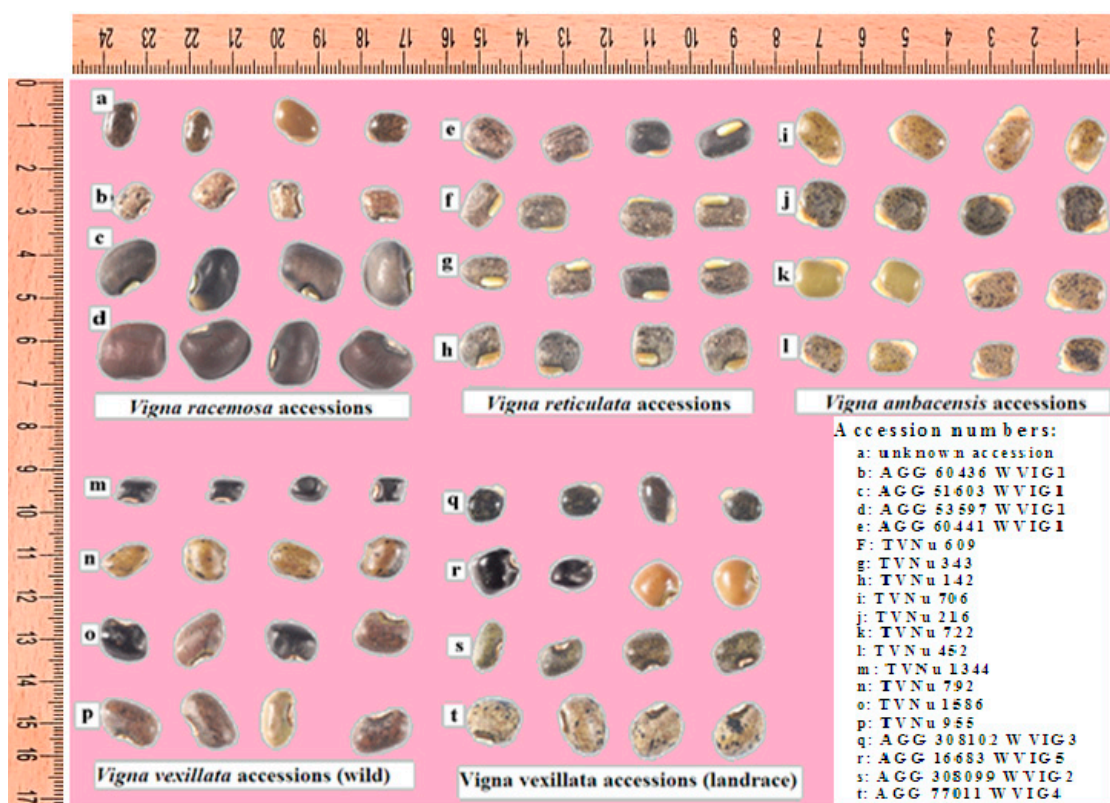 24 23 22 21 20 19 18 17 16 15 14 13 12 11 10 9 8 7 6 5 4 3 2 1
0
1
2
3
4
5
6
7
8
9
10
11
12
13
14
15
16
17
a
b
c
d
Vigna racemosa accessions
e
f
g
h
Vigna reticulata accessions
i
j
k
l
Vigna ambacensis accessions
m
n
o
p
Vigna vexillata accessions (wild)
q
r
s
t
Vigna vexillata accessions (landrace)
Accession numbers:
a: unknown accession
b: AGG 60436 WVIG1
c: AGG 51603 WVIG1
d: AGG 53597 WVIG1
e: AGG 60441 WVIG1
F: TVNu 609
g: TVNu 343
h: TVNu 142
i: TVNu 706
j: TVNu 216
k: TVNu 722
l: TVNu 452
m: TVNu 1344
n: TVNu 792
o: TVNu 1586
p: TVNu 955
q: AGG 308102 WVIG3
r: AGG 16683 WVIG5
s: AGG 308099 WVIG2
t: AGG 77011 WVIG4